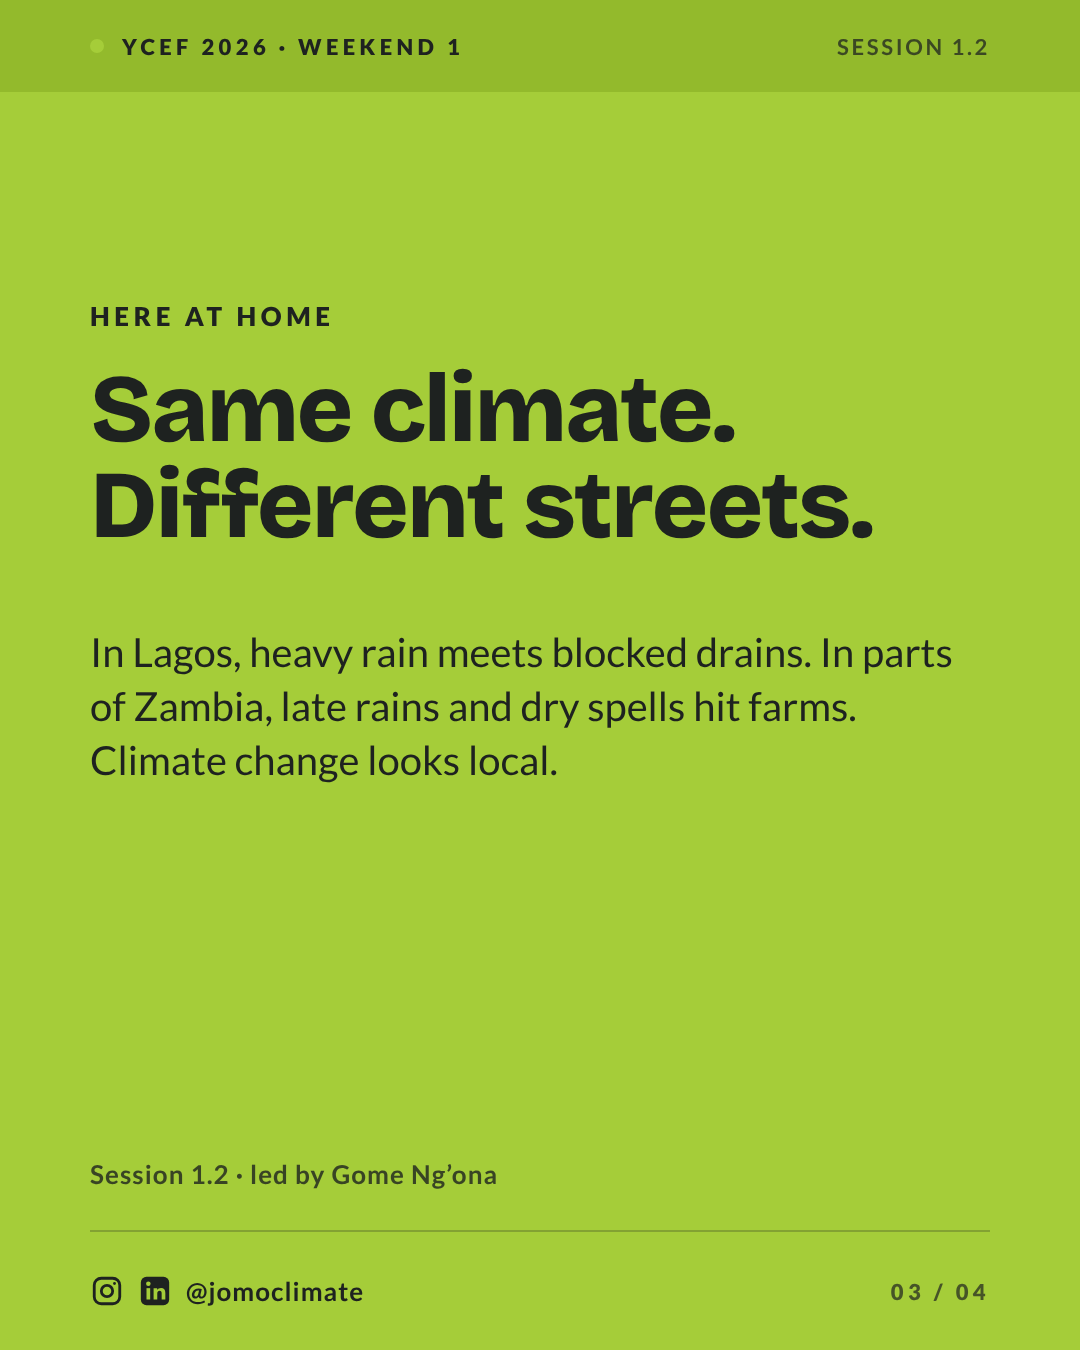 YCEF 2026 · WEEKEND 1
SESSION 1.2
HERE AT HOME
Same climate.
Different streets.
In Lagos, heavy rain meets blocked drains. In parts
of Zambia, late rains and dry spells hit farms.
Climate change looks local.
Session 1.2 · led by Gome Ng’ona
@jomoclimate
03 / 04